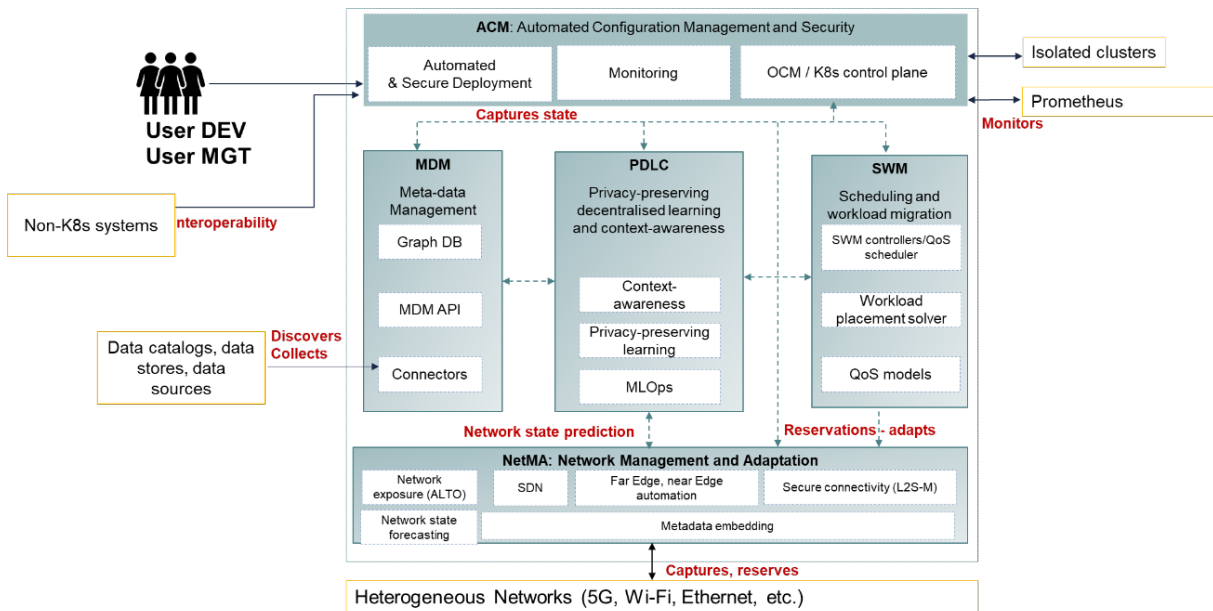 ACM: Automated Configuration Management and Security
Automated
& Secure Deployment
Monitoring
OCM / K8s control plane
Isolated clusters
Prometheus
Monitors
User DEV
User MGT
Captures state
Non-K8s systems
nteroperability
MDM
Meta-data
Management
Graph DB
MDM API
Connectors
PDLC
Privacy-preserving
decentralised learning
and context-awareness
Context-
awareness
Privacy-preserving
learning
MLOps
SWM
Scheduling and
workload migration
SWM controllers/QoS
scheduler
Workload
placement solver
QoS models
Data catalogs, data
stores, data
sources
Discovers
Collects
Network state prediction
Reservations - adapts
NetMA: Network Management and Adaptation
Network
exposure (ALTO)
SDN
Far Edge, near Edge
automation
Secure connectivity (L2S-M)
Network state
forecasting
Metadata embedding
Captures, reserves
Heterogeneous Networks (5G, Wi-Fi, Ethernet, etc.)